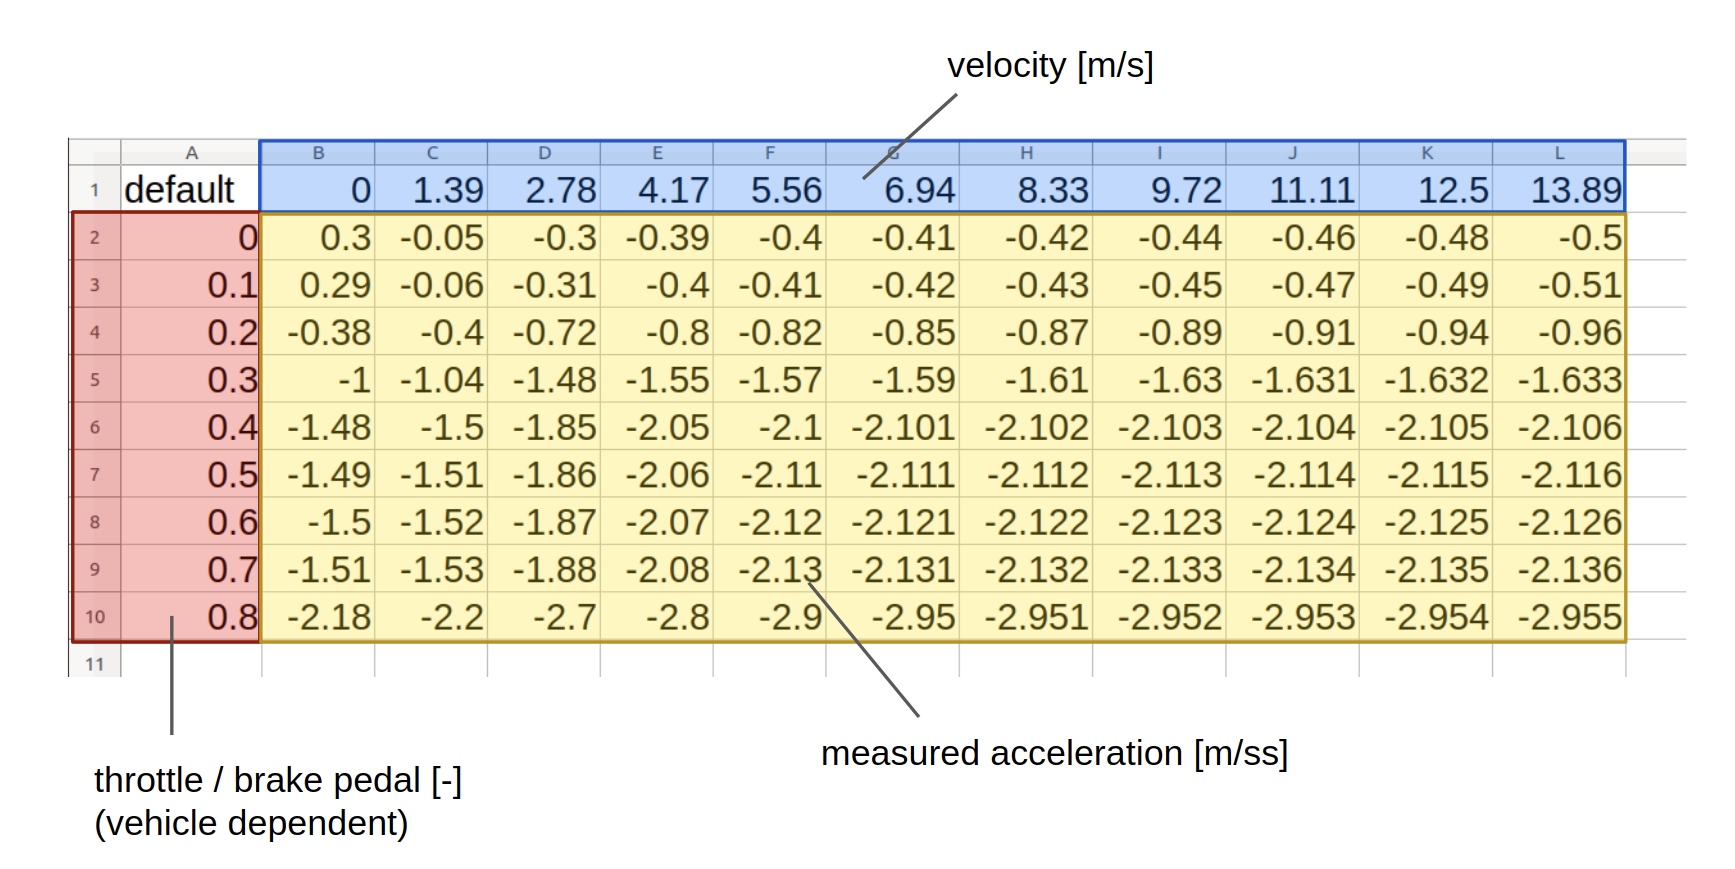 velocity [m/s]
A B C D E F G H I J K L
1 default 0 1.39 2.78 4.17 5.56 6.94 8.33 9.72 11.11 12.5 13.89
2 0 0.3 -0.05 -0.3 -0.39 -0.4 -0.41 -0.42 -0.44 -0.46 -0.48 -0.5
3 0.1 0.29 -0.06 -0.31 -0.4 -0.41 -0.42 -0.43 -0.45 -0.47 -0.49 -0.51
4 0.2 -0.38 -0.4 -0.72 -0.8 -0.82 -0.85 -0.87 -0.89 -0.91 -0.94 -0.96
5 0.3 -1 -1.04 -1.48 -1.55 -1.57 -1.59 -1.61 -1.63 -1.631 -1.632 -1.633
6 0.4 -1.48 -1.5 -1.85 -2.05 -2.1 -2.101 -2.102 -2.103 -2.104 -2.105 -2.106
7 0.5 -1.49 -1.51 -1.86 -2.06 -2.11 -2.111 -2.112 -2.113 -2.114 -2.115 -2.116
8 0.6 -1.5 -1.52 -1.87 -2.07 -2.12 -2.121 -2.122 -2.123 -2.124 -2.125 -2.126
9 0.7 -1.51 -1.53 -1.88 -2.08 -2.13 -2.131 -2.132 -2.133 -2.134 -2.135 -2.136
10 0.8 -2.18 -2.2 -2.7 -2.8 -2.9 -2.95 -2.951 -2.952 -2.953 -2.954 -2.955
11
measured acceleration [m/ss]
throttle / brake pedal [-]
(vehicle dependent)